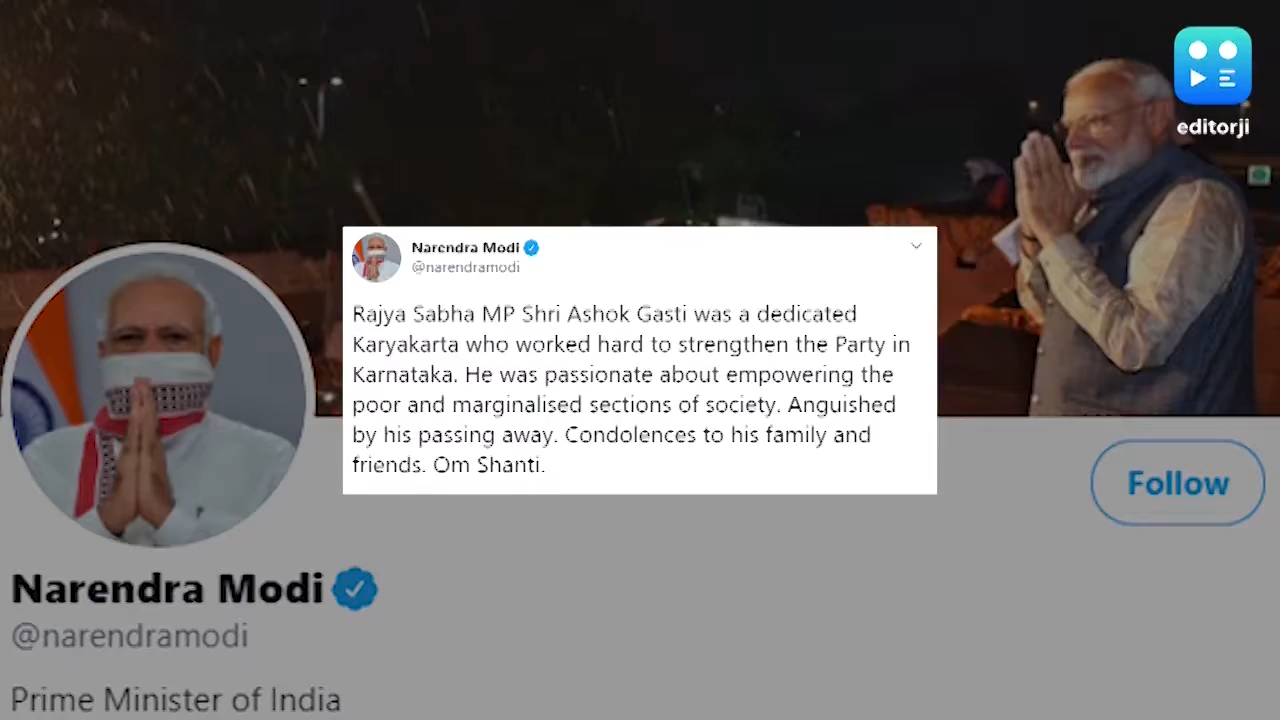 editorji
Narendra Modi
@narendramodi
Rajya Sabha MP Shri Ashok Gasti was a dedicated
Karyakarta who worked hard to strengthen the Party in
Karnataka. He was passionate about empowering the
poor and marginalised sections of society. Anguished
by his passing away. Condolences to his family and
friends. Om Shanti.
Follow
Narendra Modi
@narendramodi
Prime Minister of India